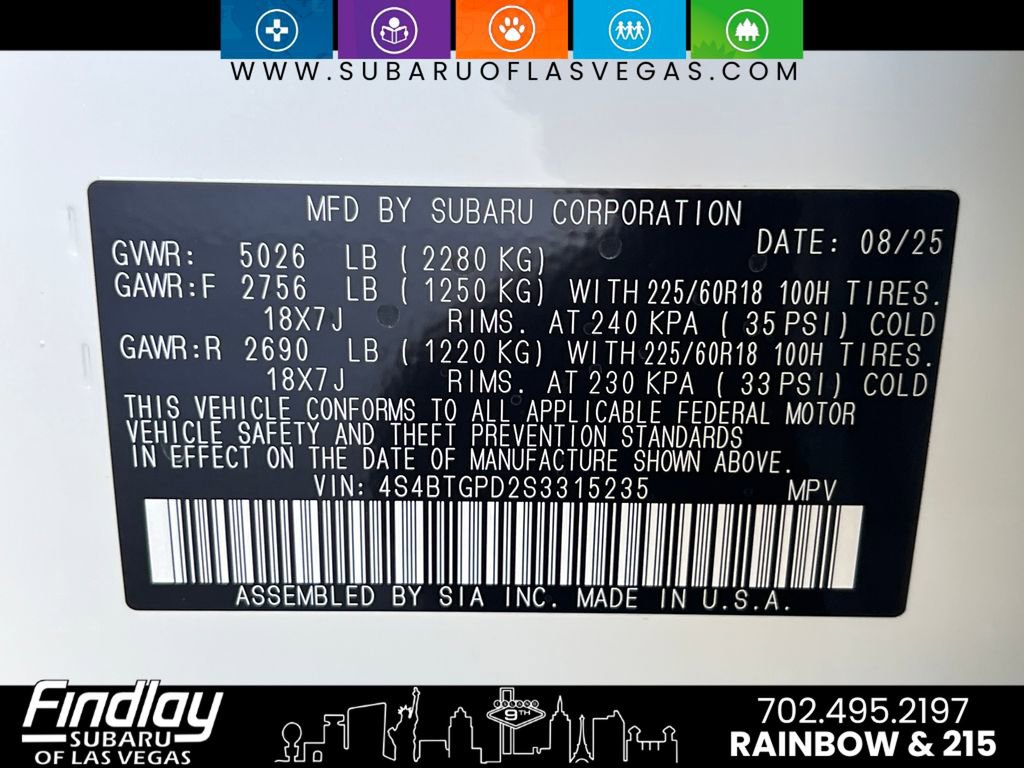 WWW.SUBARUOFLASVEGAS.COM
MFD BY SUBARU CORPORATION
DATE: 08/25
GVWR: 5026 LB ( 2280 KG)
GAWR:F 2756 LB ( 1250 KG) WITH 225/60R18 100H TIRES.
18X7J RIMS. AT 240 KPA ( 35 PSI) COLD
GAWR:R 2690 LB ( 1220 KG) WITH 225/60R18 100H TIRES.
18X7J RIMS. AT 230 KPA ( 33 PSI) COLD
THIS VEHICLE CONFORMS TO ALL APPLICABLE FEDERAL MOTOR
VEHICLE SAFETY AND THEFT PREVENTION STANDARDS
IN EFFECT ON THE DATE OF MANUFACTURE SHOWN ABOVE.
VIN: 4S4BTGPD2S3315235 MPV
ASSEMBLED BY SIA INC. MADE IN U.S.A.
Findlay
SUBARU
OF LAS VEGAS
9TH
702.495.2197
RAINBOW & 215